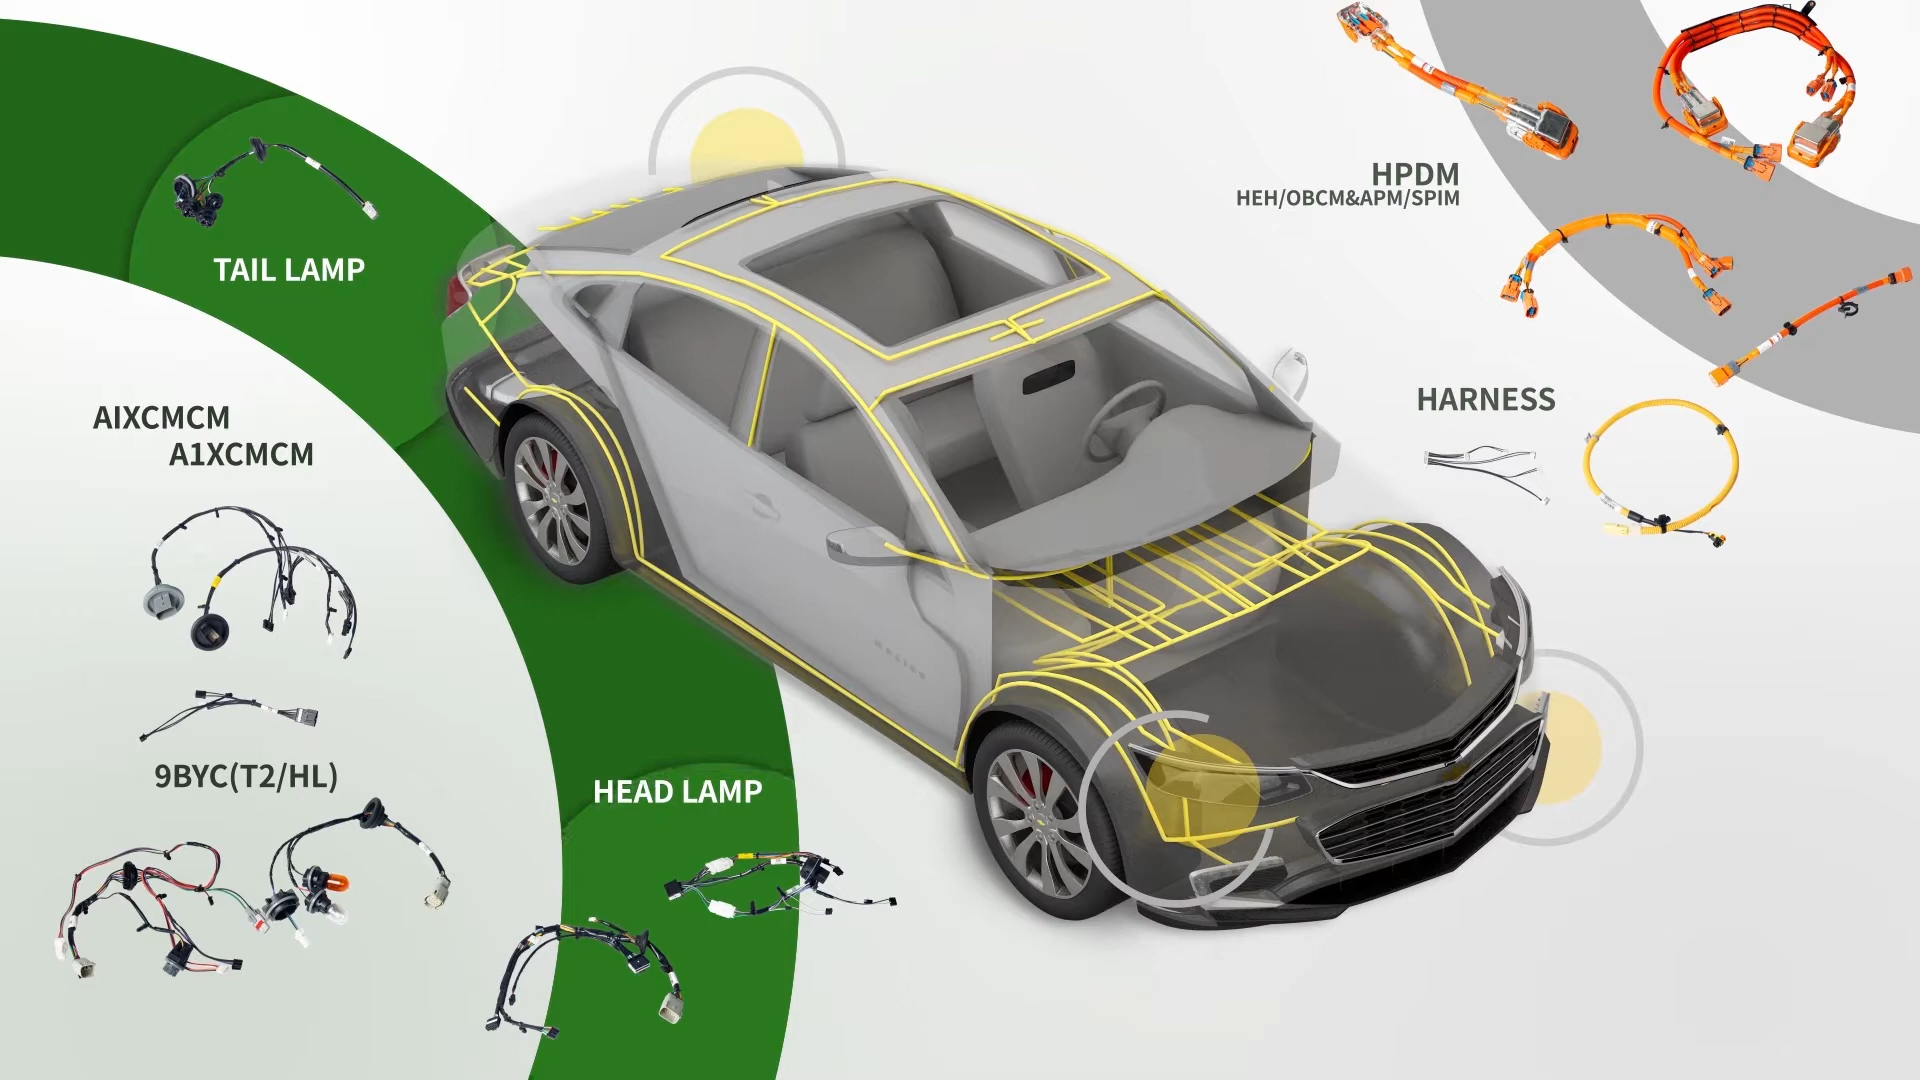 TAIL LAMP
AIXCMCM
A1XCMCM
9BYC(T2/HL)
HEAD LAMP
HPDM
HEH/OBCM&APM/SPIM
HARNESS